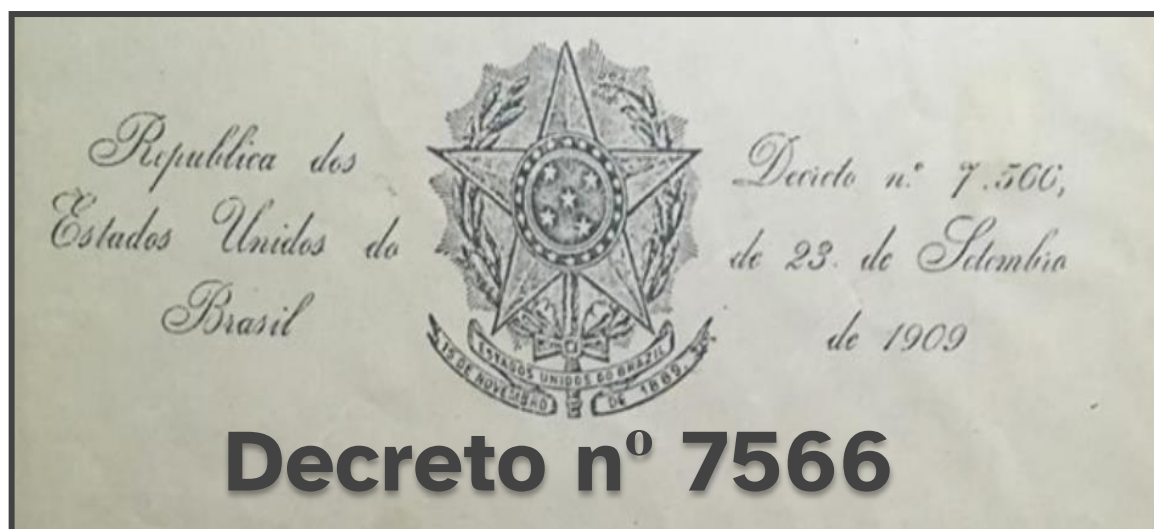 Republica dos
Estados Unidos do
Brasil
ESTADOS UNIDOS DO BRAZIL
15 DE NOVEMBRO
DE 1889
Decreto n.º 7.566,
de 23. de Setembro
de 1909
Decreto nº 7566